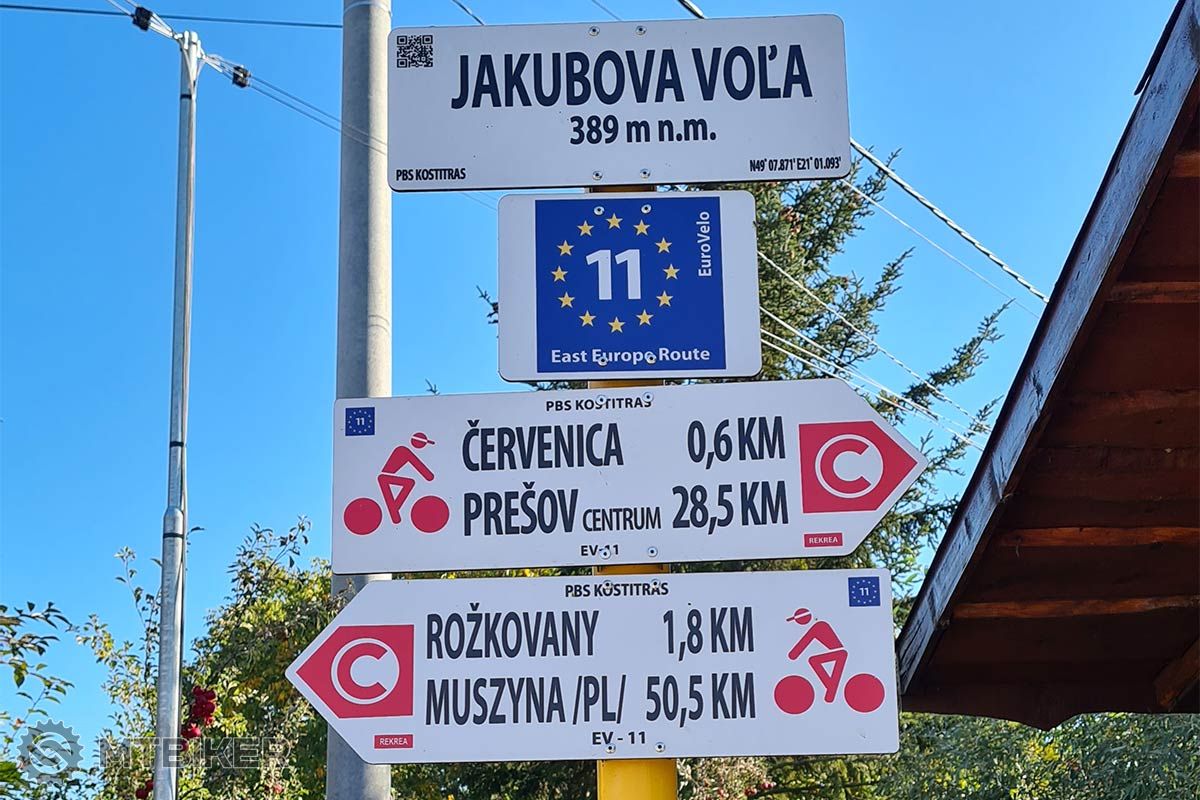 JAKUBOVA VOĽA
389 m n.m.
PBS KOSTITRAS
N49° 07.871' E21° 01.093'
11
EuroVelo
East Europe Route
PBS KOSTITRAS
11
ČERVENICA 0,6 KM
PREŠOV CENTRUM 28,5 KM
C
REKREA
EV-11
PBS KOSTITRAS
11
ROŽKOVANY 1,8 KM
MUSZYNA /PL/ 50,5 KM
C
REKREA
EV - 11
MTBIKER